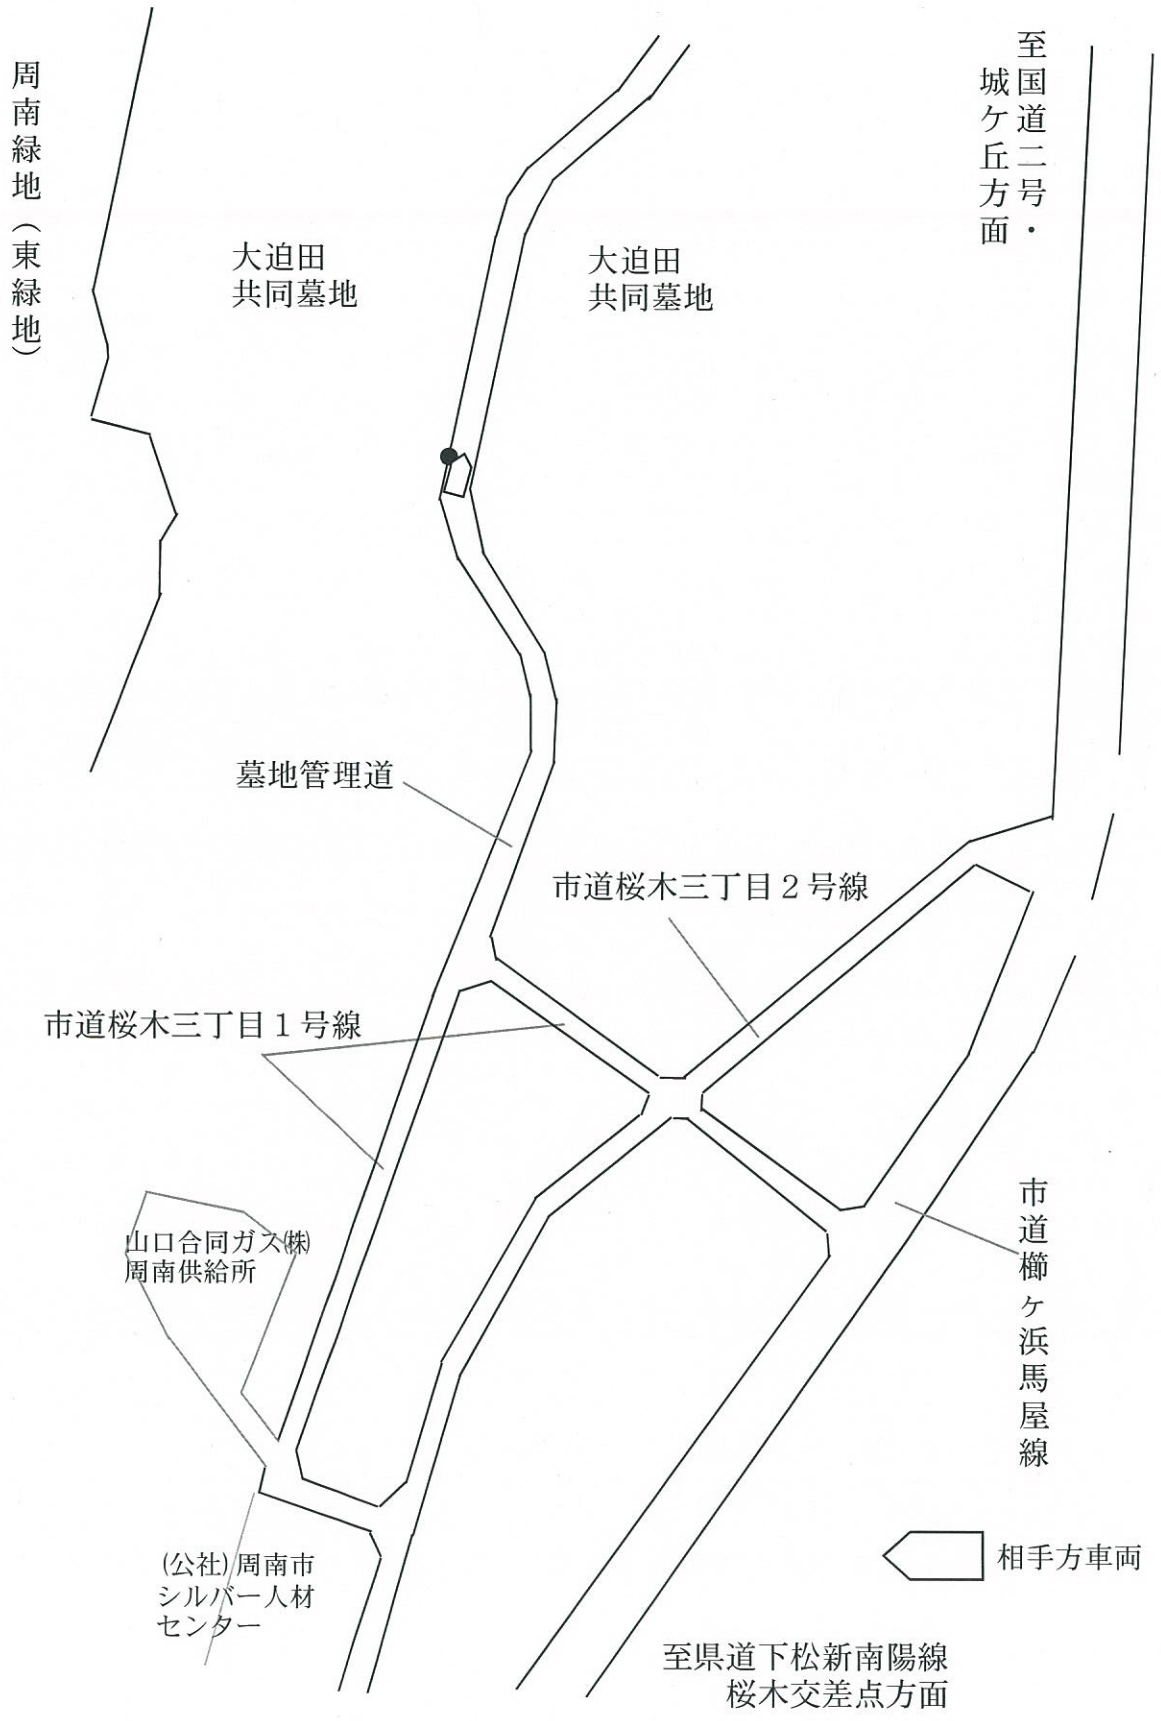 周南緑地（東緑地）
至国道二号・
城ケ丘方面
大迫田
共同墓地
大迫田
共同墓地
墓地管理道
市道桜木三丁目２号線
市道桜木三丁目１号線
山口合同ガス㈱
周南供給所
市道櫛ヶ浜馬屋線
(公社)周南市
シルバー人材
センター
相手方車両
至県道下松新南陽線
桜木交差点方面